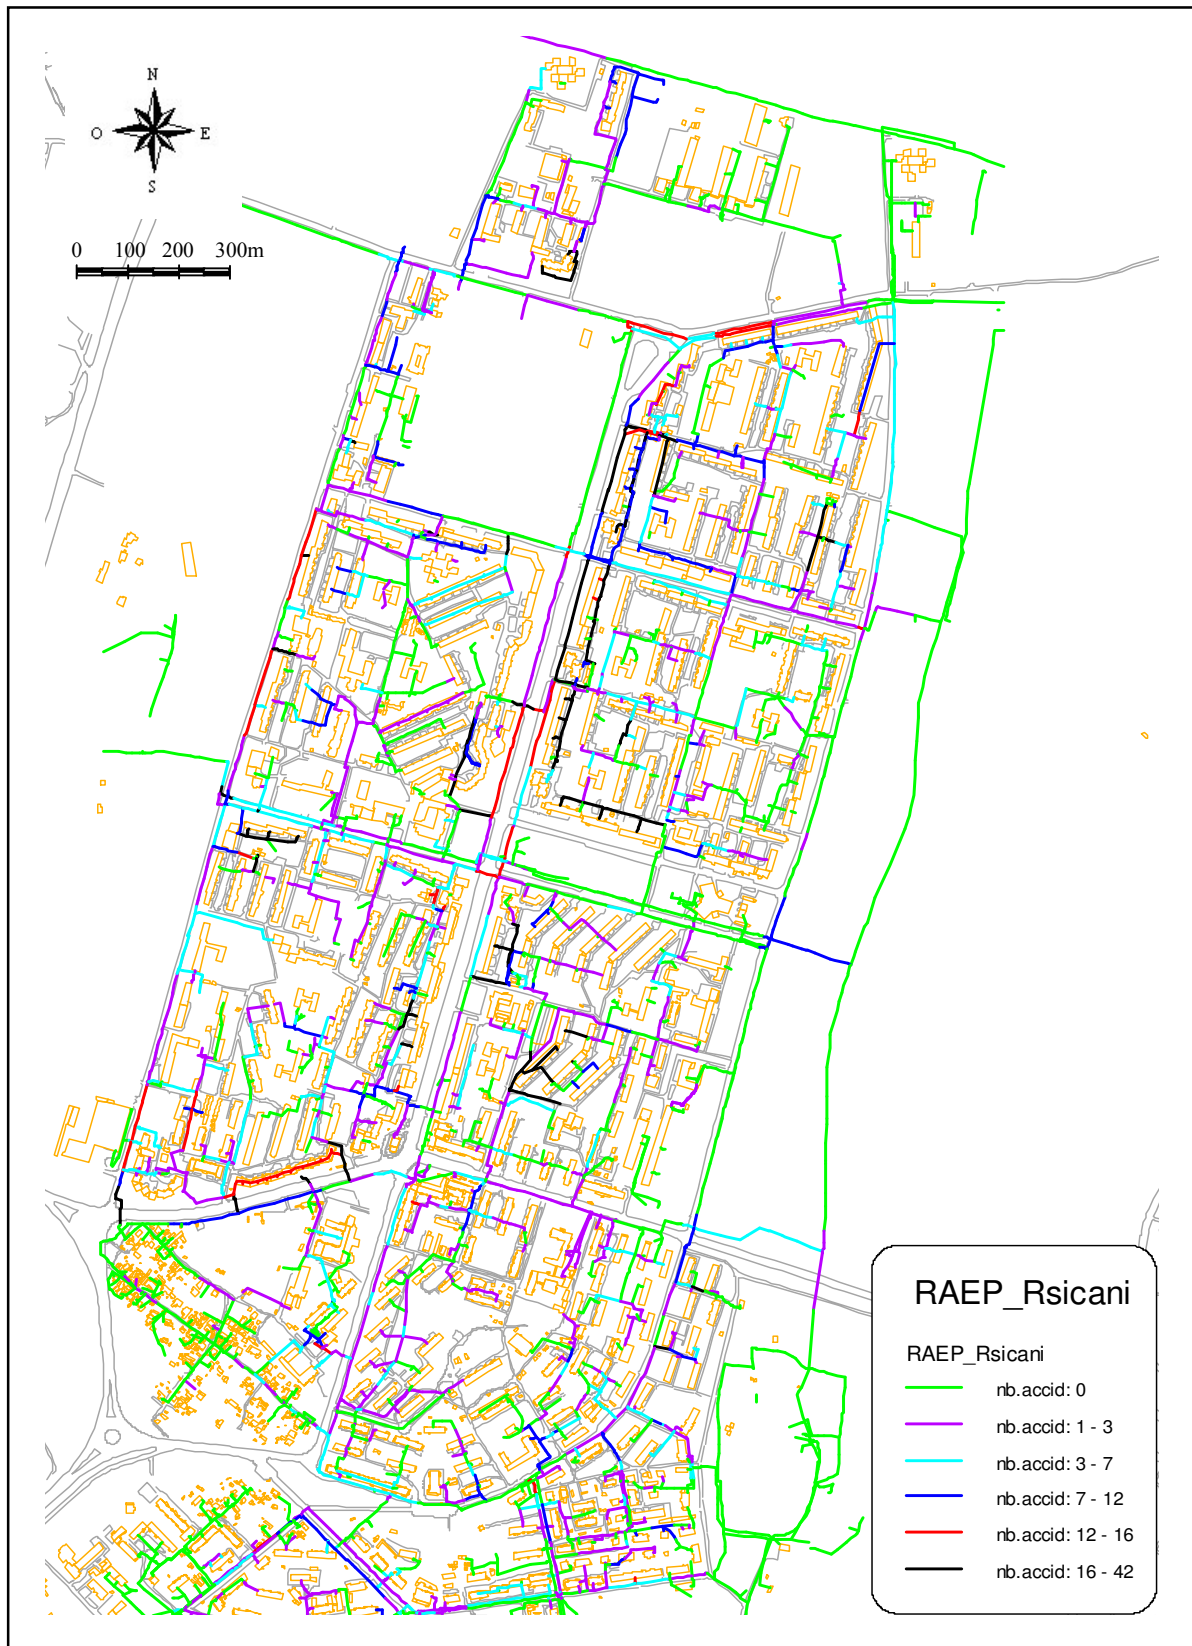 N
O E
S
0 100 200 300m
RAEP_Rsicani
RAEP_Rsicani
nb.accid: 0
nb.accid: 1 - 3
nb.accid: 3 - 7
nb.accid: 7 - 12
nb.accid: 12 - 16
nb.accid: 16 - 42